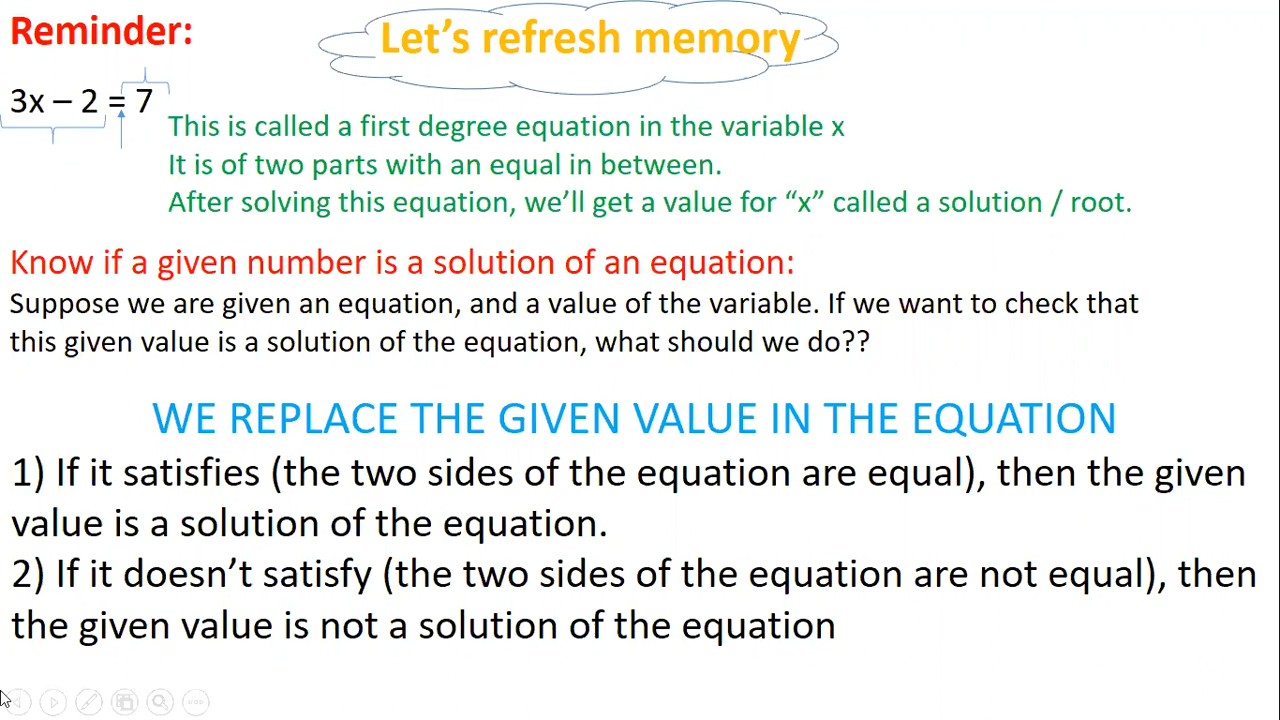 Reminder:
Let’s refresh memory
3x – 2 = 7
This is called a first degree equation in the variable x
It is of two parts with an equal in between.
After solving this equation, we’ll get a value for “x” called a solution / root.
Know if a given number is a solution of an equation:
Suppose we are given an equation, and a value of the variable. If we want to check that
this given value is a solution of the equation, what should we do??
WE REPLACE THE GIVEN VALUE IN THE EQUATION
1) If it satisfies (the two sides of the equation are equal), then the given
value is a solution of the equation.
2) If it doesn’t satisfy (the two sides of the equation are not equal), then
the given value is not a solution of the equation